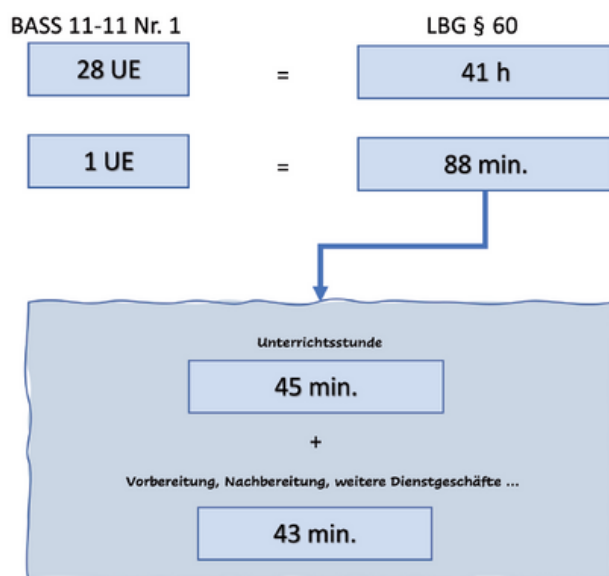 BASS 11-11 Nr. 1 LBG § 60
28 UE = 41 h
1 UE = 88 min.
Unterrichtsstunde
45 min.
+
Vorbereitung, Nachbereitung, weitere Dienstgeschäfte ...
43 min.